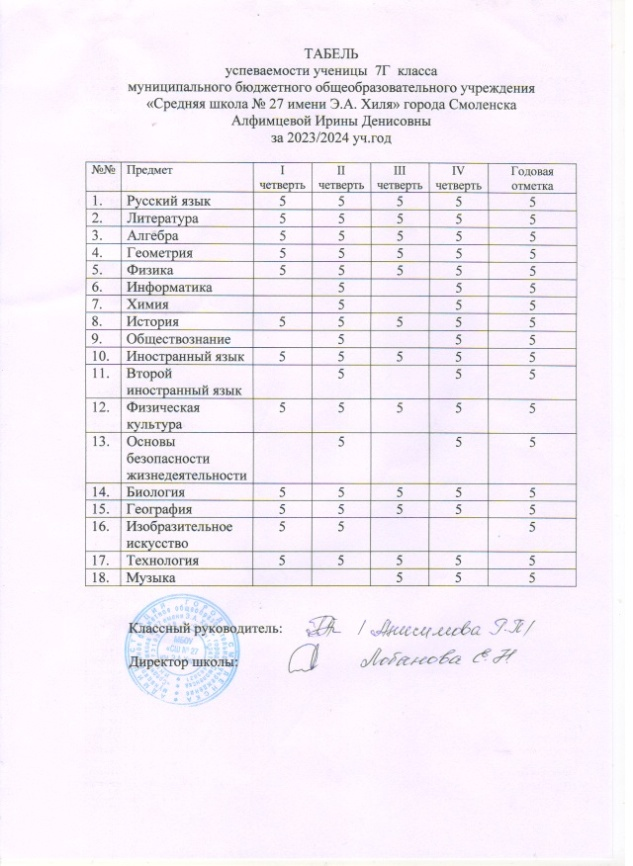 ТАБЕЛЬ
успеваемости ученицы 7Г класса
муниципального бюджетного общеобразовательного учреждения
«Средняя школа № 27 имени Э.А. Хиля» города Смоленска
Алфимцевой Ирины Денисовны
за 2023/2024 уч.год
№№ Предмет I четверть II четверть III четверть IV четверть Годовая отметка
1. Русский язык 5 5 5 5 5
2. Литература 5 5 5 5 5
3. Алгебра 5 5 5 5 5
4. Геометрия 5 5 5 5 5
5. Физика 5 5 5 5 5
6. Информатика 5 5 5
7. Химия 5 5 5
8. История 5 5 5 5 5
9. Обществознание 5 5 5
10. Иностранный язык 5 5 5 5 5
11. Второй 5 5 5
иностранный язык
12. Физическая 5 5 5 5 5
культура
13. Основы 5 5 5
безопасности
жизнедеятельности
14. Биология 5 5 5 5 5
15. География 5 5 5 5 5
16. Изобразительное 5 5 5
искусство
17. Технология 5 5 5 5 5
18. Музыка 5 5 5
Классный руководитель: / Анисимова Г.П /
Директор школы: Лобанова С.Н
МБОУ
«СШ № 27